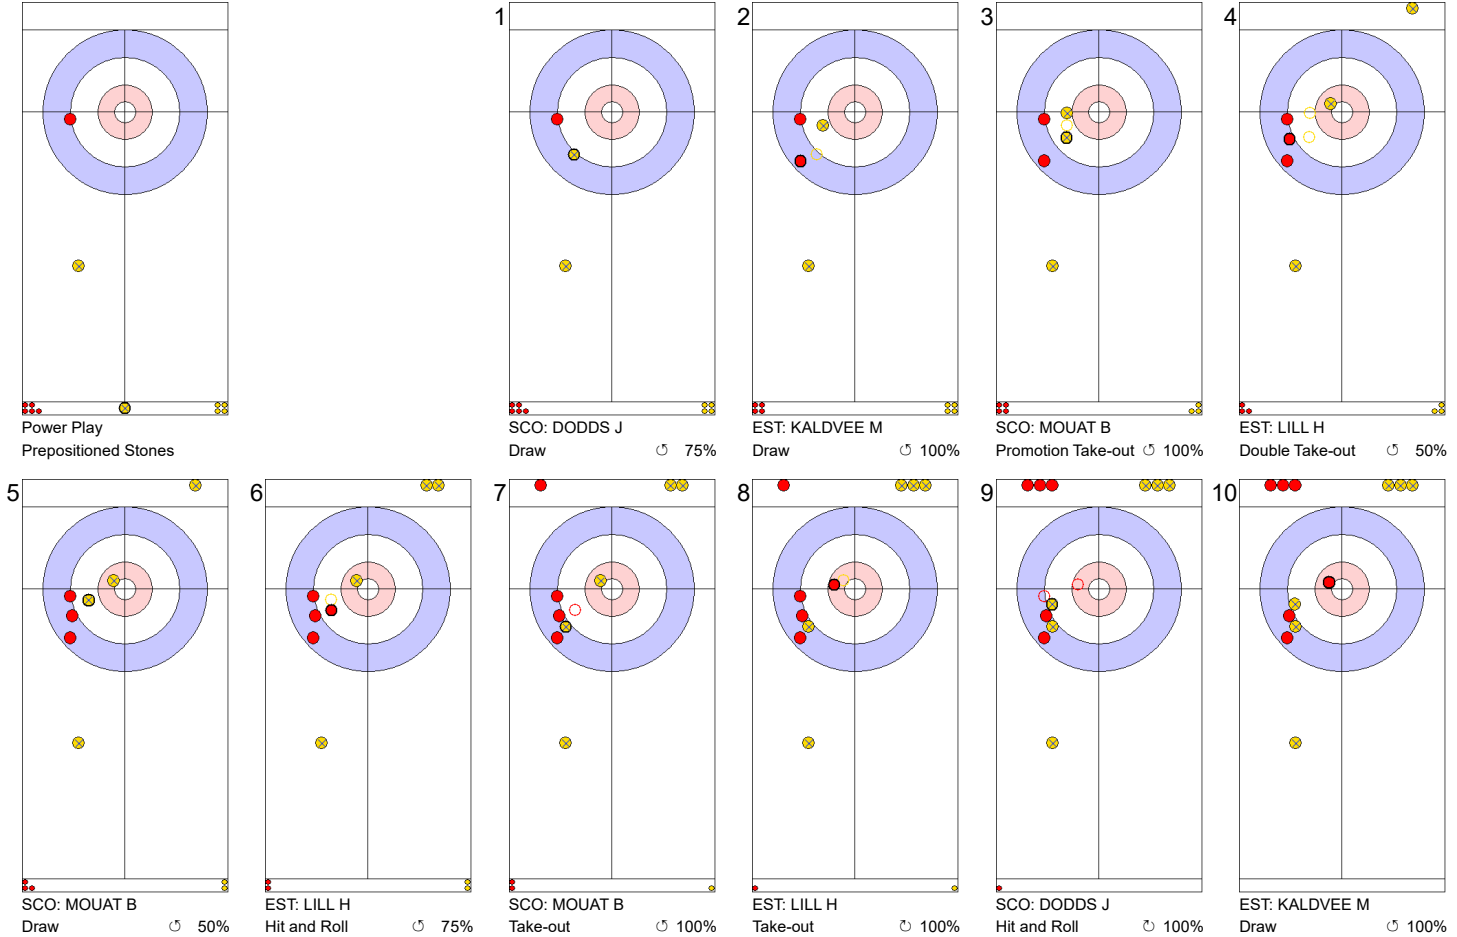 1
2
3
4
Power Play
Prepositioned Stones
SCO: DODDS J
Draw 75%
EST: KALDVEE M
Draw 100%
SCO: MOUAT B
Promotion Take-out 100%
EST: LILL H
Double Take-out 50%
5
6
7
8
9
10
SCO: MOUAT B
Draw 50%
EST: LILL H
Hit and Roll 75%
SCO: MOUAT B
Take-out 100%
EST: LILL H
Take-out 100%
SCO: DODDS J
Hit and Roll 100%
EST: KALDVEE M
Draw 100%